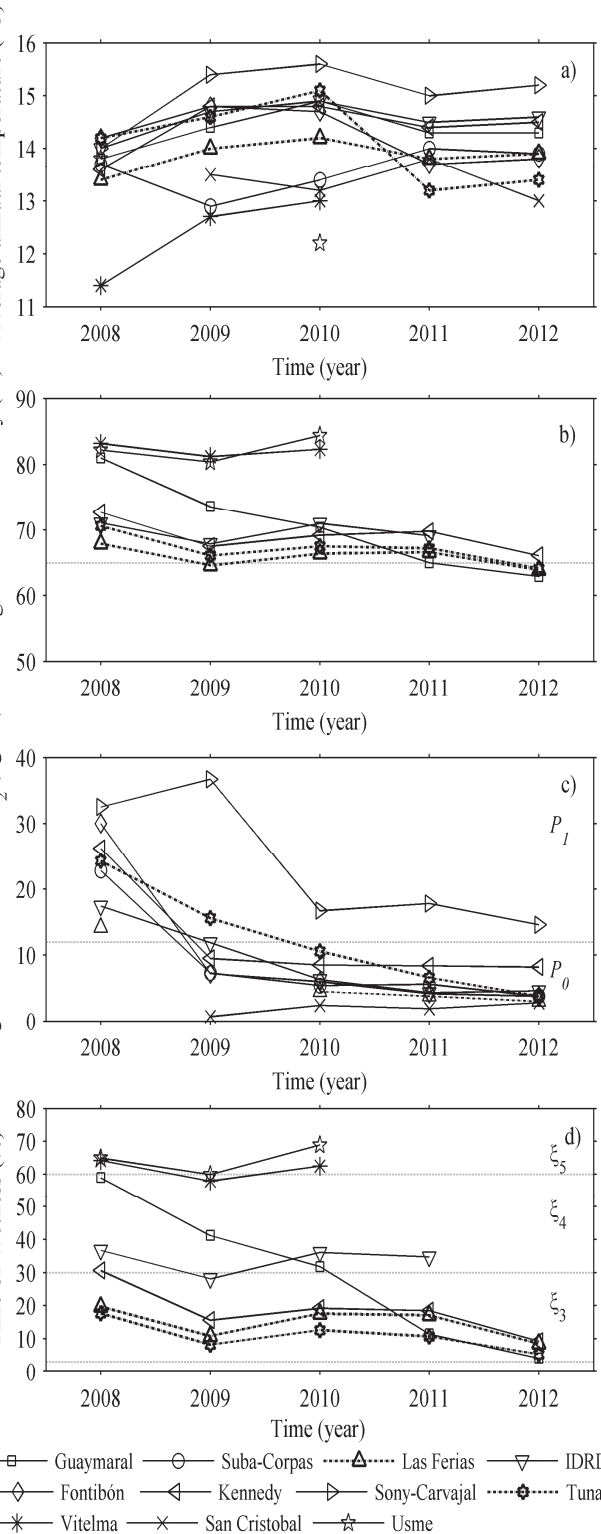 16
15
14
13
12
11
a)
2008 2009 2010 2011 2012
Time (year)
90
80
70
60
50
b)
2008 2009 2010 2011 2012
Time (year)
40
30
20
10
0
c)
P1
P0
2008 2009 2010 2011 2012
Time (year)
80
70
60
50
40
30
20
10
0
d)
ξ5
ξ4
ξ3
2008 2009 2010 2011 2012
Time (year)
Guaymaral Suba-Corpas Las Ferias IDRD
Fontibón Kennedy Sony-Carvajal Tuna
Vitelma San Cristobal Usme